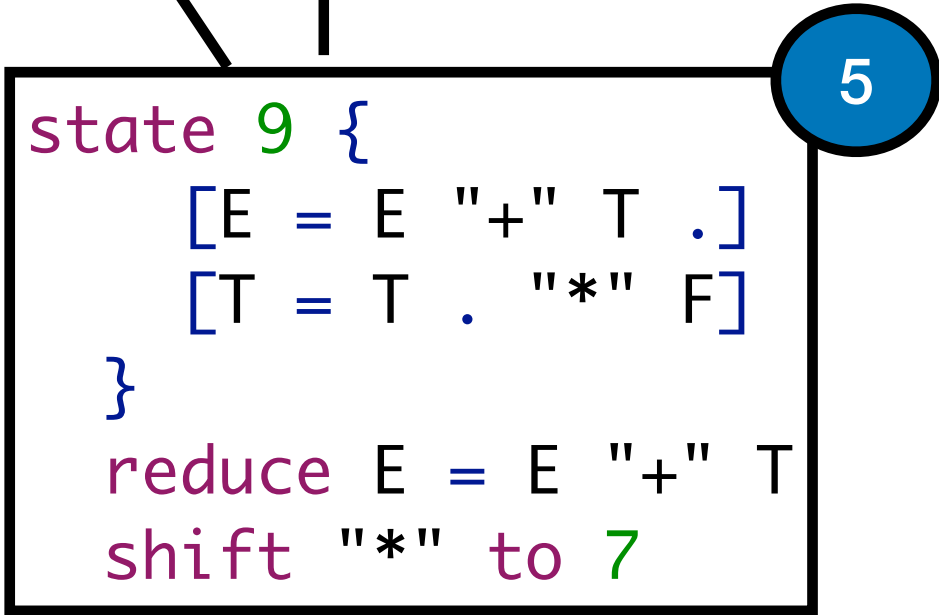 5
state 9 {
[E = E "+" T .]
[T = T . "*" F]
}
reduce E = E "+" T
shift "*" to 7